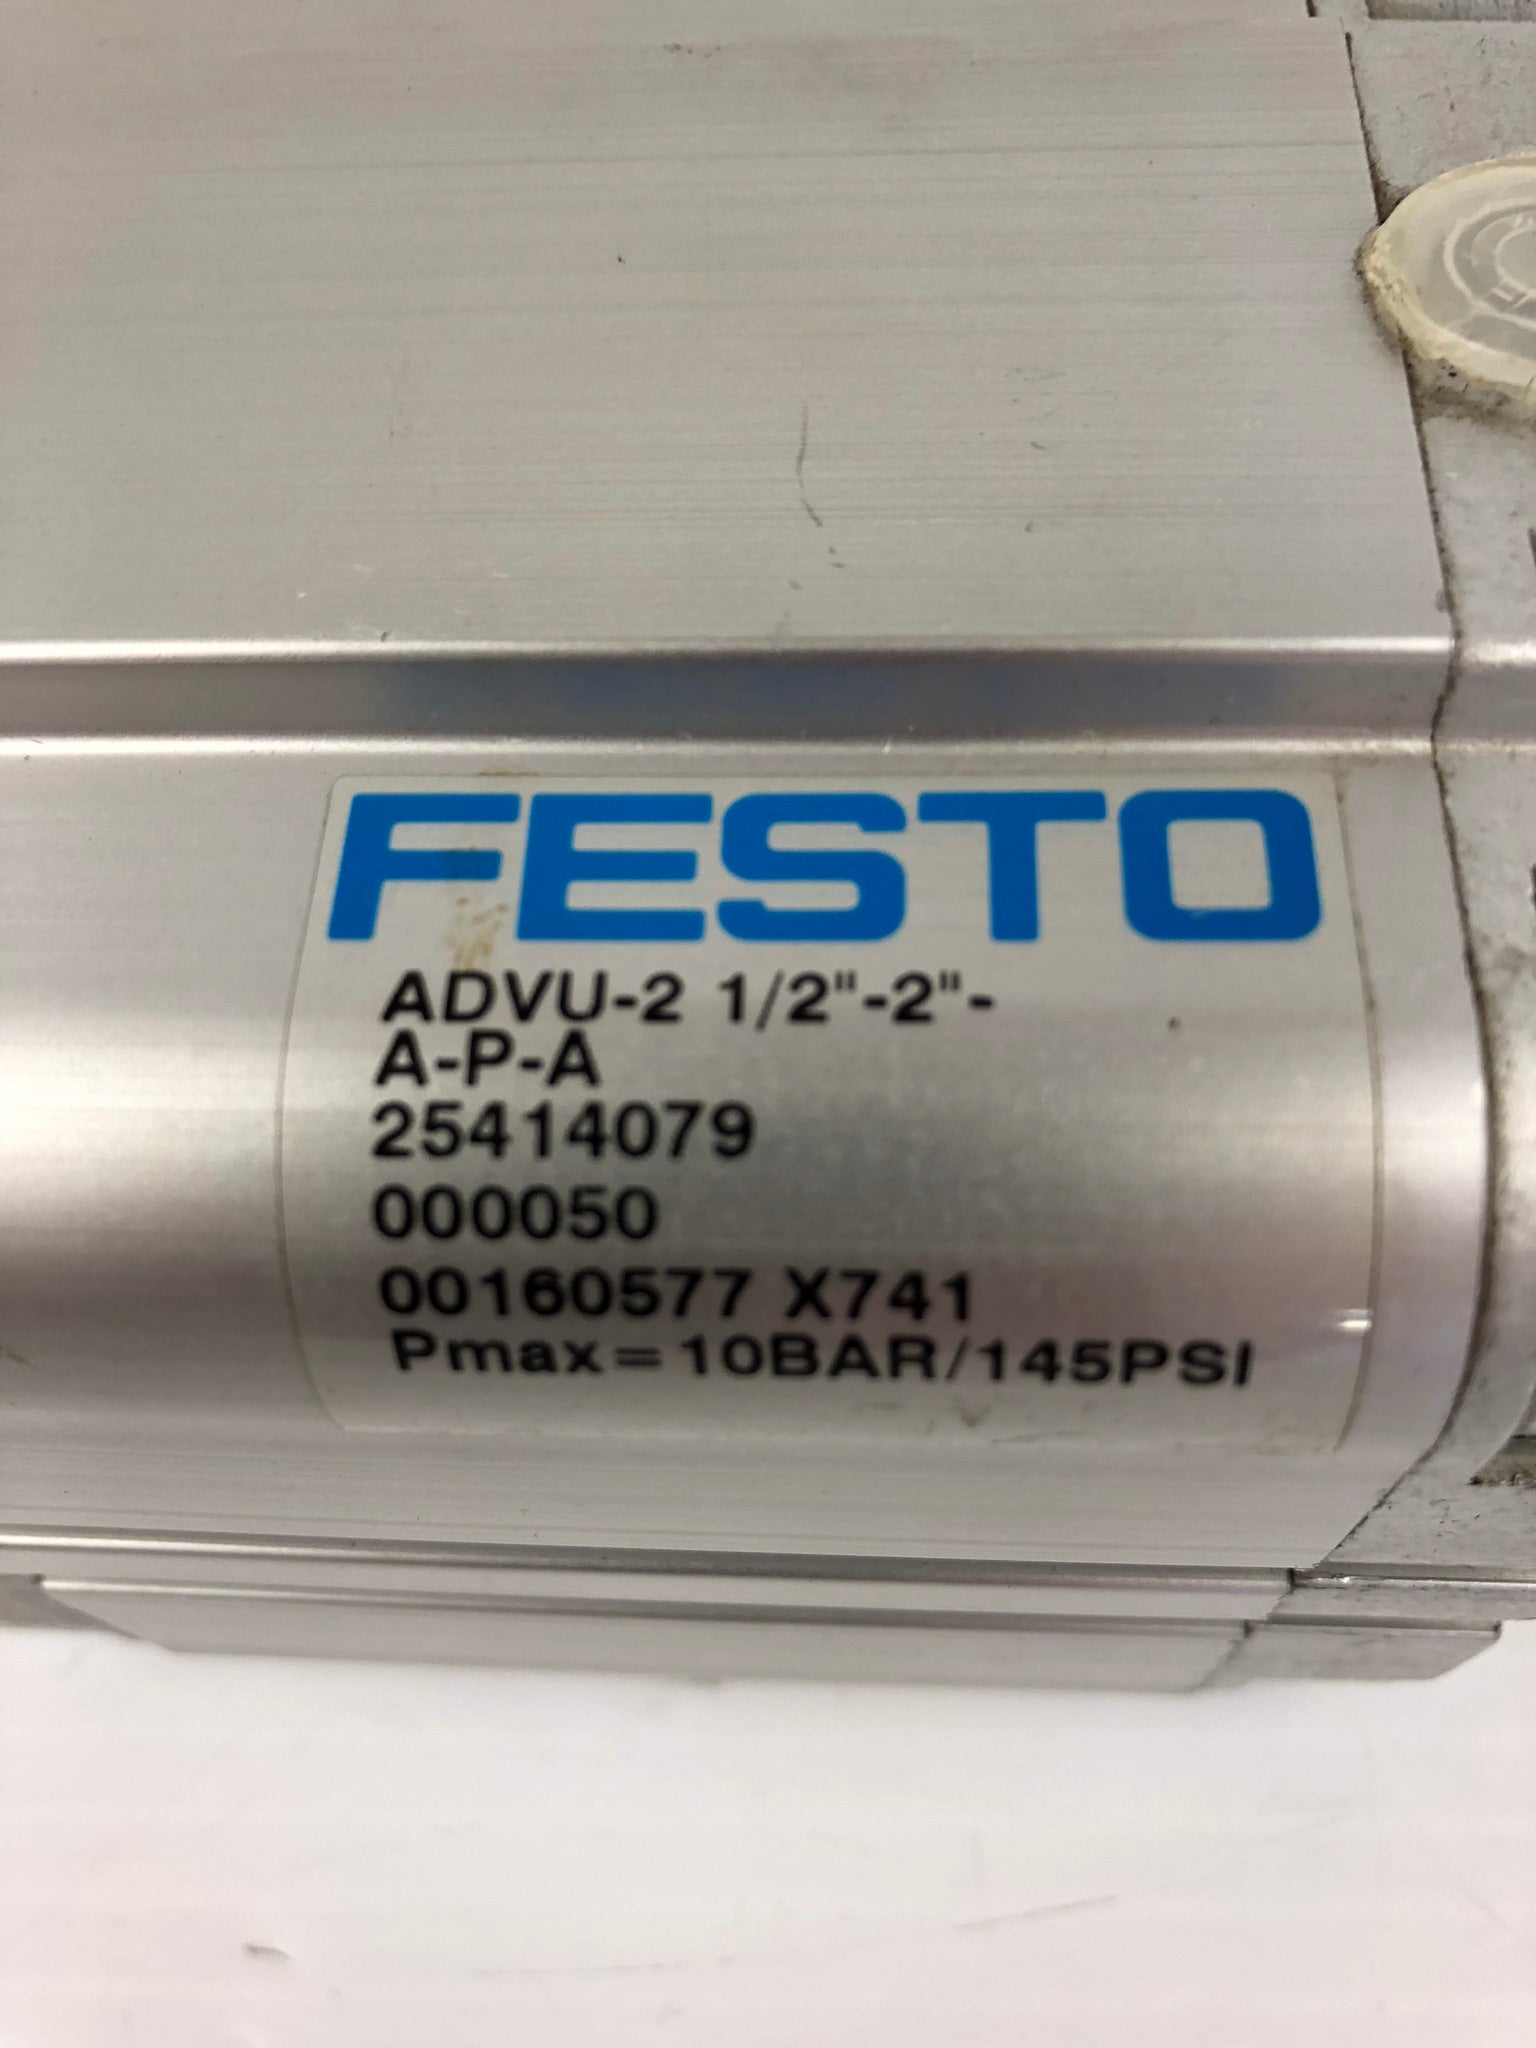 FESTO
ADVU-2 1/2"-2"-
A-P-A
25414079
000050
00160577 X741
Pmax=10BAR/145PSI